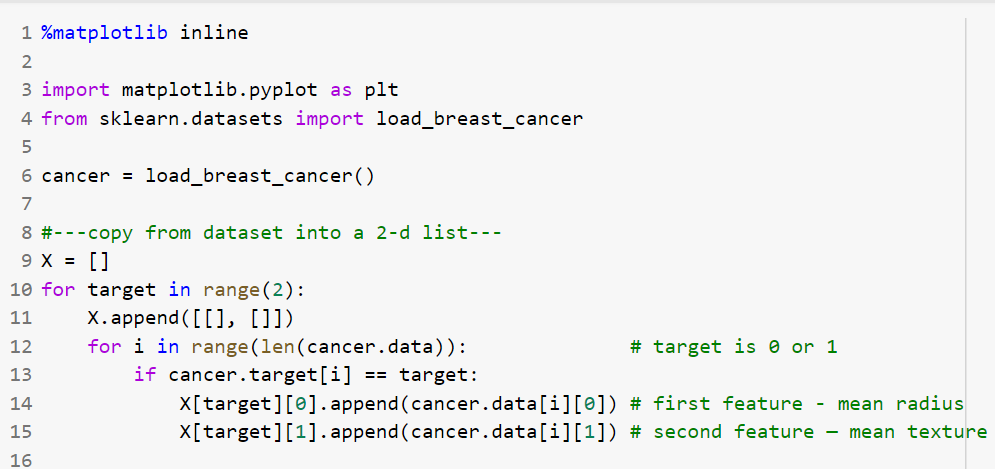 1 %matplotlib inline
2
3 import matplotlib.pyplot as plt
4 from sklearn.datasets import load_breast_cancer
5
6 cancer = load_breast_cancer()
7
8 #---copy from dataset into a 2-d list---
9 X = []
10 for target in range(2):
11     X.append([[], []])
12     for i in range(len(cancer.data)):              # target is 0 or 1
13         if cancer.target[i] == target:
14             X[target][0].append(cancer.data[i][0]) # first feature - mean radius
15             X[target][1].append(cancer.data[i][1]) # second feature — mean texture
16